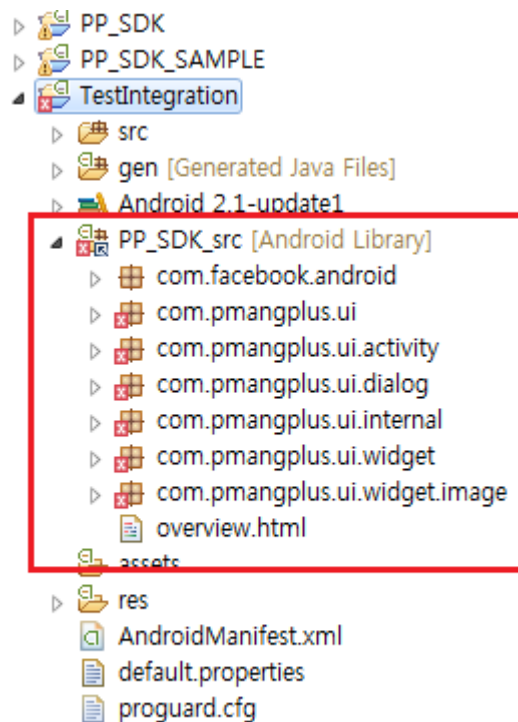 PP_SDK
PP_SDK_SAMPLE
TestIntegration
src
gen [Generated Java Files]
Android 2.1-update1
PP_SDK_src [Android Library]
com.facebook.android
com.pmangplus.ui
com.pmangplus.ui.activity
com.pmangplus.ui.dialog
com.pmangplus.ui.internal
com.pmangplus.ui.widget
com.pmangplus.ui.widget.image
overview.html
assets
res
AndroidManifest.xml
default.properties
proguard.cfg